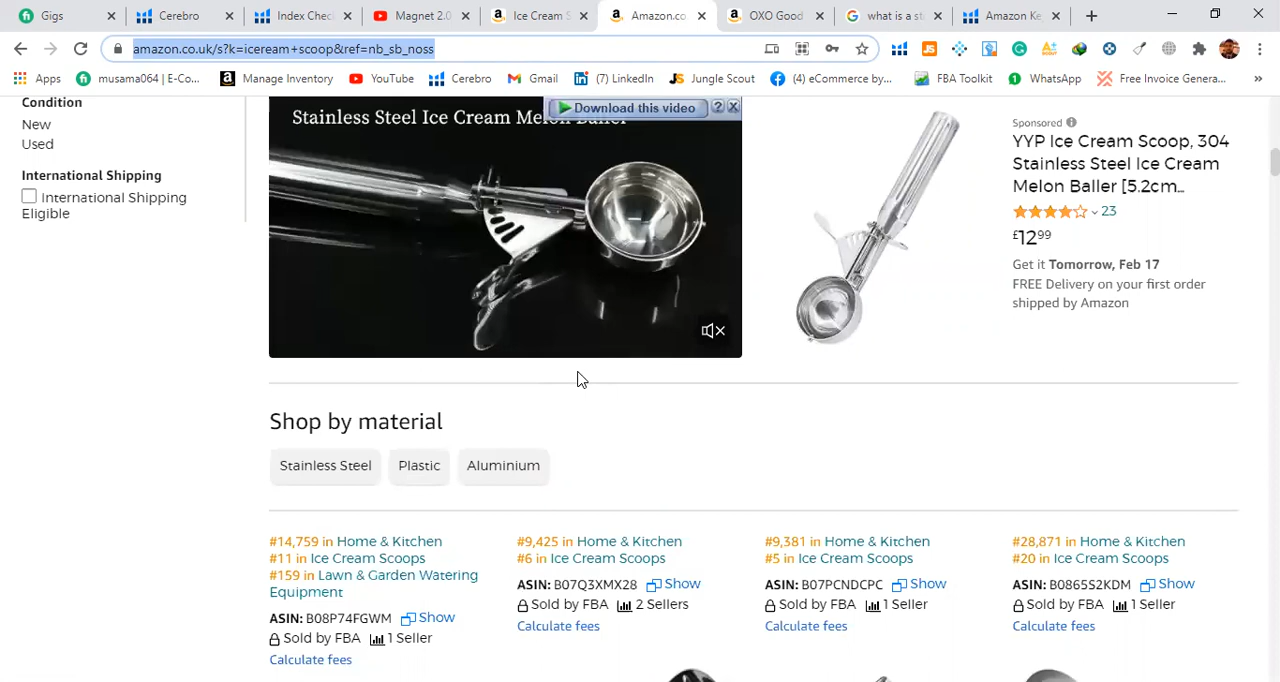 Gigs
Cerebro
Index Chec
Magnet 2.0
Ice Cream S
Amazon.co
OXO Good
what is a st
Amazon Ke
amazon.co.uk/s?k=iceream+scoop&ref=nb_sb_noss
Apps
musama064 | E-Co...
Manage Inventory
YouTube
Cerebro
Gmail
(7) LinkedIn
Jungle Scout
(4) eCommerce by...
FBA Toolkit
WhatsApp
Free Invoice Genera...
Condition
New
Used
International Shipping
International Shipping
Eligible
Download this video
Stainless Steel Ice Cream Melon Baller
Sponsored
YYP Ice Cream Scoop, 304
Stainless Steel Ice Cream
Melon Baller [5.2cm...
23
£12.99
Get it Tomorrow, Feb 17
FREE Delivery on your first order
shipped by Amazon
Shop by material
Stainless Steel
Plastic
Aluminium
#14,759 in Home & Kitchen
#11 in Ice Cream Scoops
#159 in Lawn & Garden Watering
Equipment
ASIN: B08P74FGWM Show
Sold by FBA 1 Seller
Calculate fees
#9,425 in Home & Kitchen
#6 in Ice Cream Scoops
ASIN: B07Q3XMX28 Show
Sold by FBA 2 Sellers
Calculate fees
#9,381 in Home & Kitchen
#5 in Ice Cream Scoops
ASIN: B07PCNDCPC Show
Sold by FBA 1 Seller
Calculate fees
#28,871 in Home & Kitchen
#20 in Ice Cream Scoops
ASIN: B0865S2KDM Show
Sold by FBA 1 Seller
Calculate fees